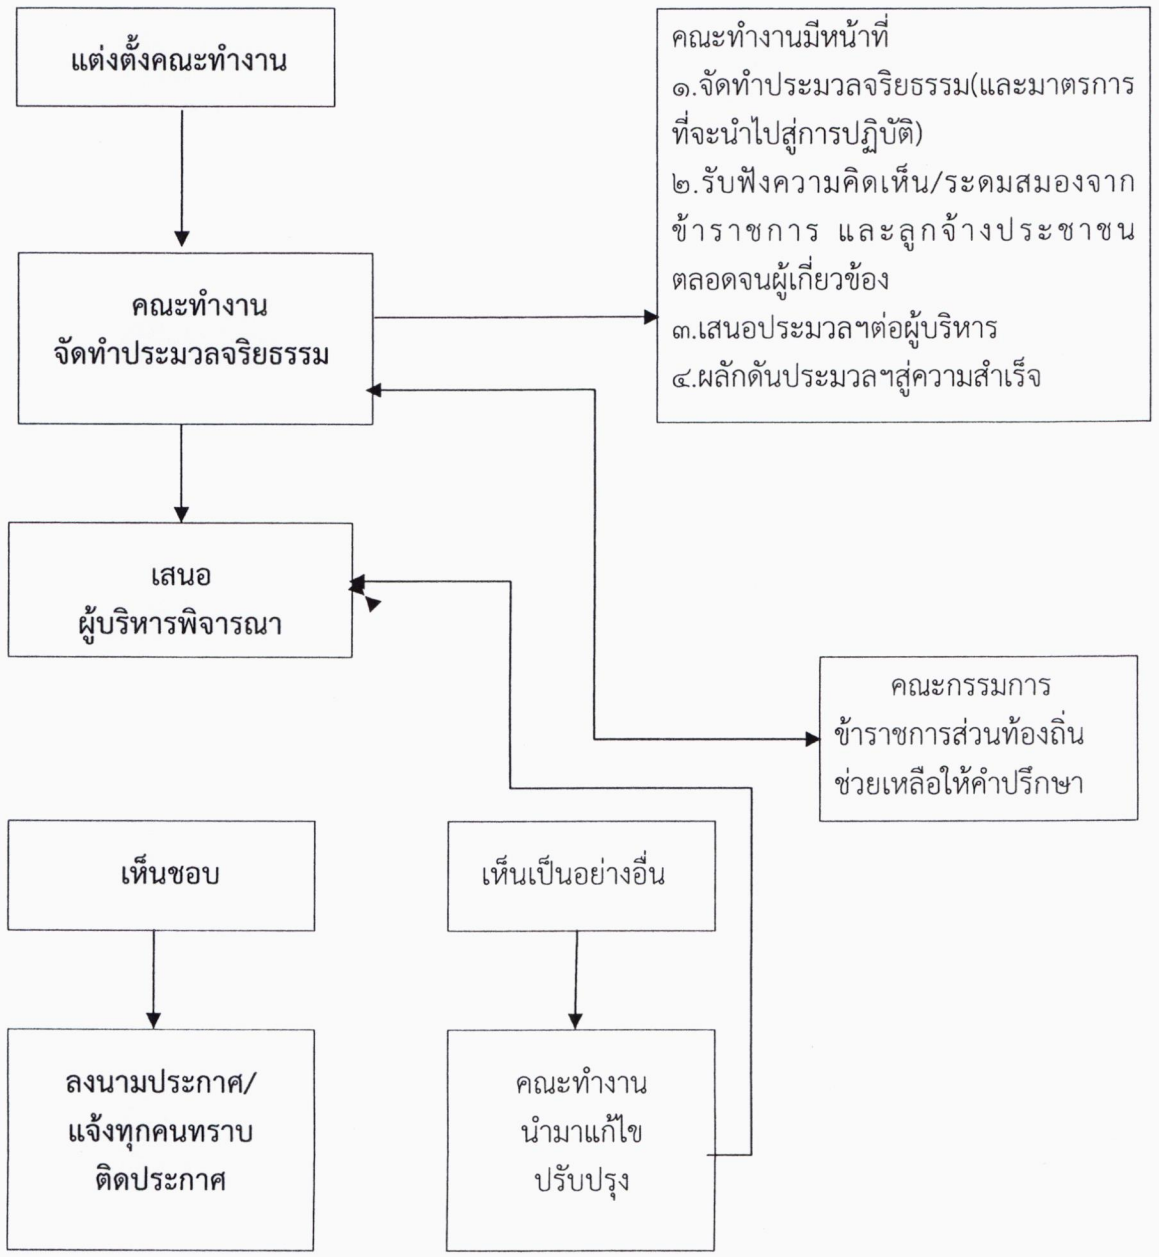 แต่งตั้งคณะทำงาน
คณะทำงานมีหน้าที่
๑.จัดทำประมวลจริยธรรม(และมาตรการ
ที่จะนำไปสู่การปฏิบัติ)
๒.รับฟังความคิดเห็น/ระดมสมองจาก
ข้าราชการ และลูกจ้างประชาชน
ตลอดจนผู้เกี่ยวข้อง
๓.เสนอประมวลฯต่อผู้บริหาร
๔.ผลักดันประมวลฯสู่ความสำเร็จ
คณะทำงาน
จัดทำประมวลจริยธรรม
เสนอ
ผู้บริหารพิจารณา
คณะกรรมการ
ข้าราชการส่วนท้องถิ่น
ช่วยเหลือให้คำปรึกษา
เห็นชอบ
เห็นเป็นอย่างอื่น
ลงนามประกาศ/
แจ้งทุกคนทราบ
ติดประกาศ
คณะทำงาน
นำมาแก้ไข
ปรับปรุง